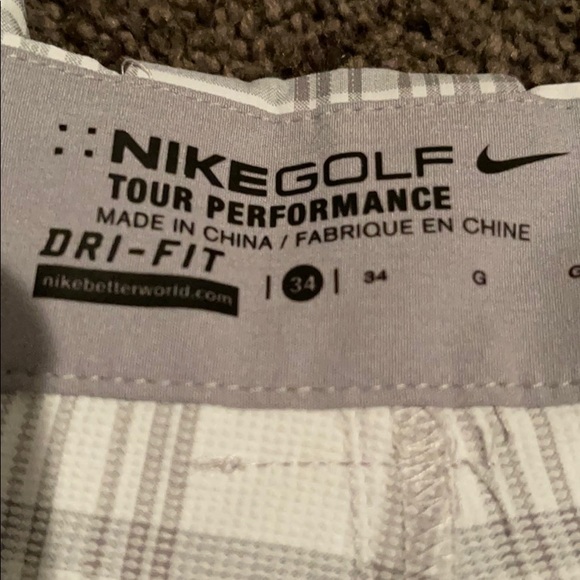 NIKEGOLF
TOUR PERFORMANCE
MADE IN CHINA / FABRIQUE EN CHINE
DRI-FIT
nikebetterworld.com
| 34 | 34 G G